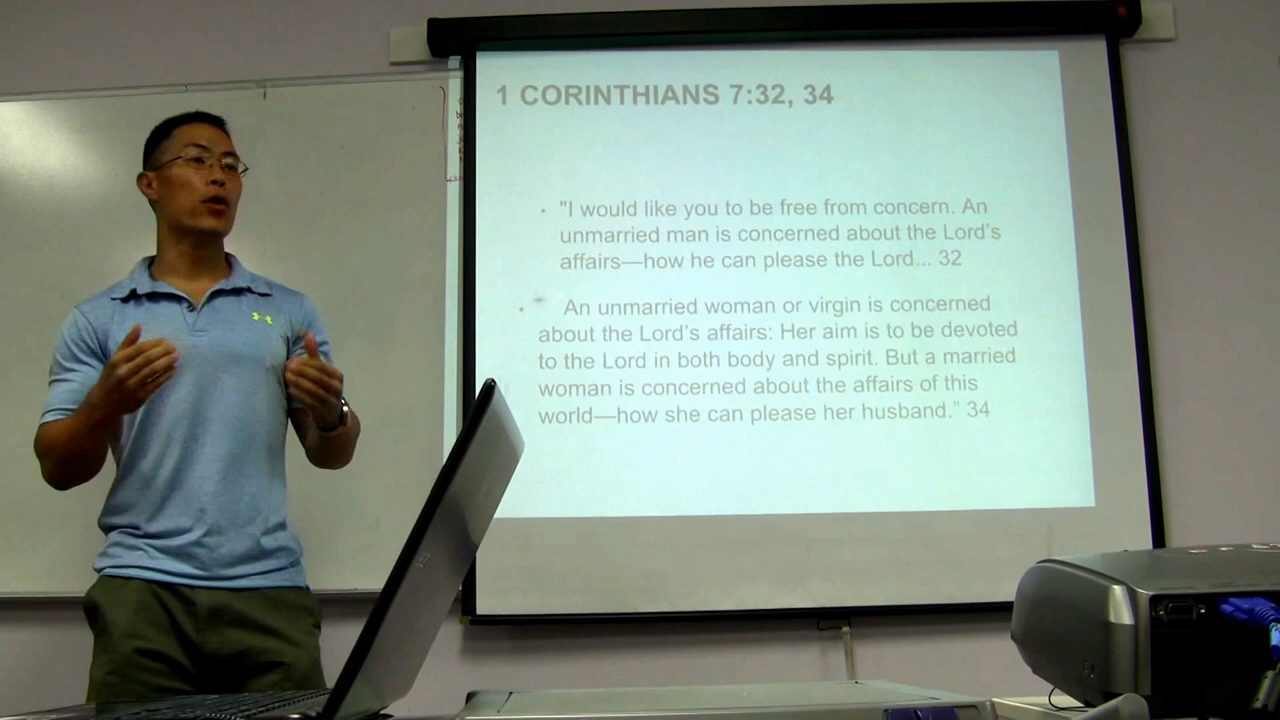 1 CORINTHIANS 7:32, 34
• "I would like you to be free from concern. An
unmarried man is concerned about the Lord's
affairs—how he can please the Lord... 32
• An unmarried woman or virgin is concerned
about the Lord's affairs: Her aim is to be devoted
to the Lord in both body and spirit. But a married
woman is concerned about the affairs of this
world—how she can please her husband.” 34